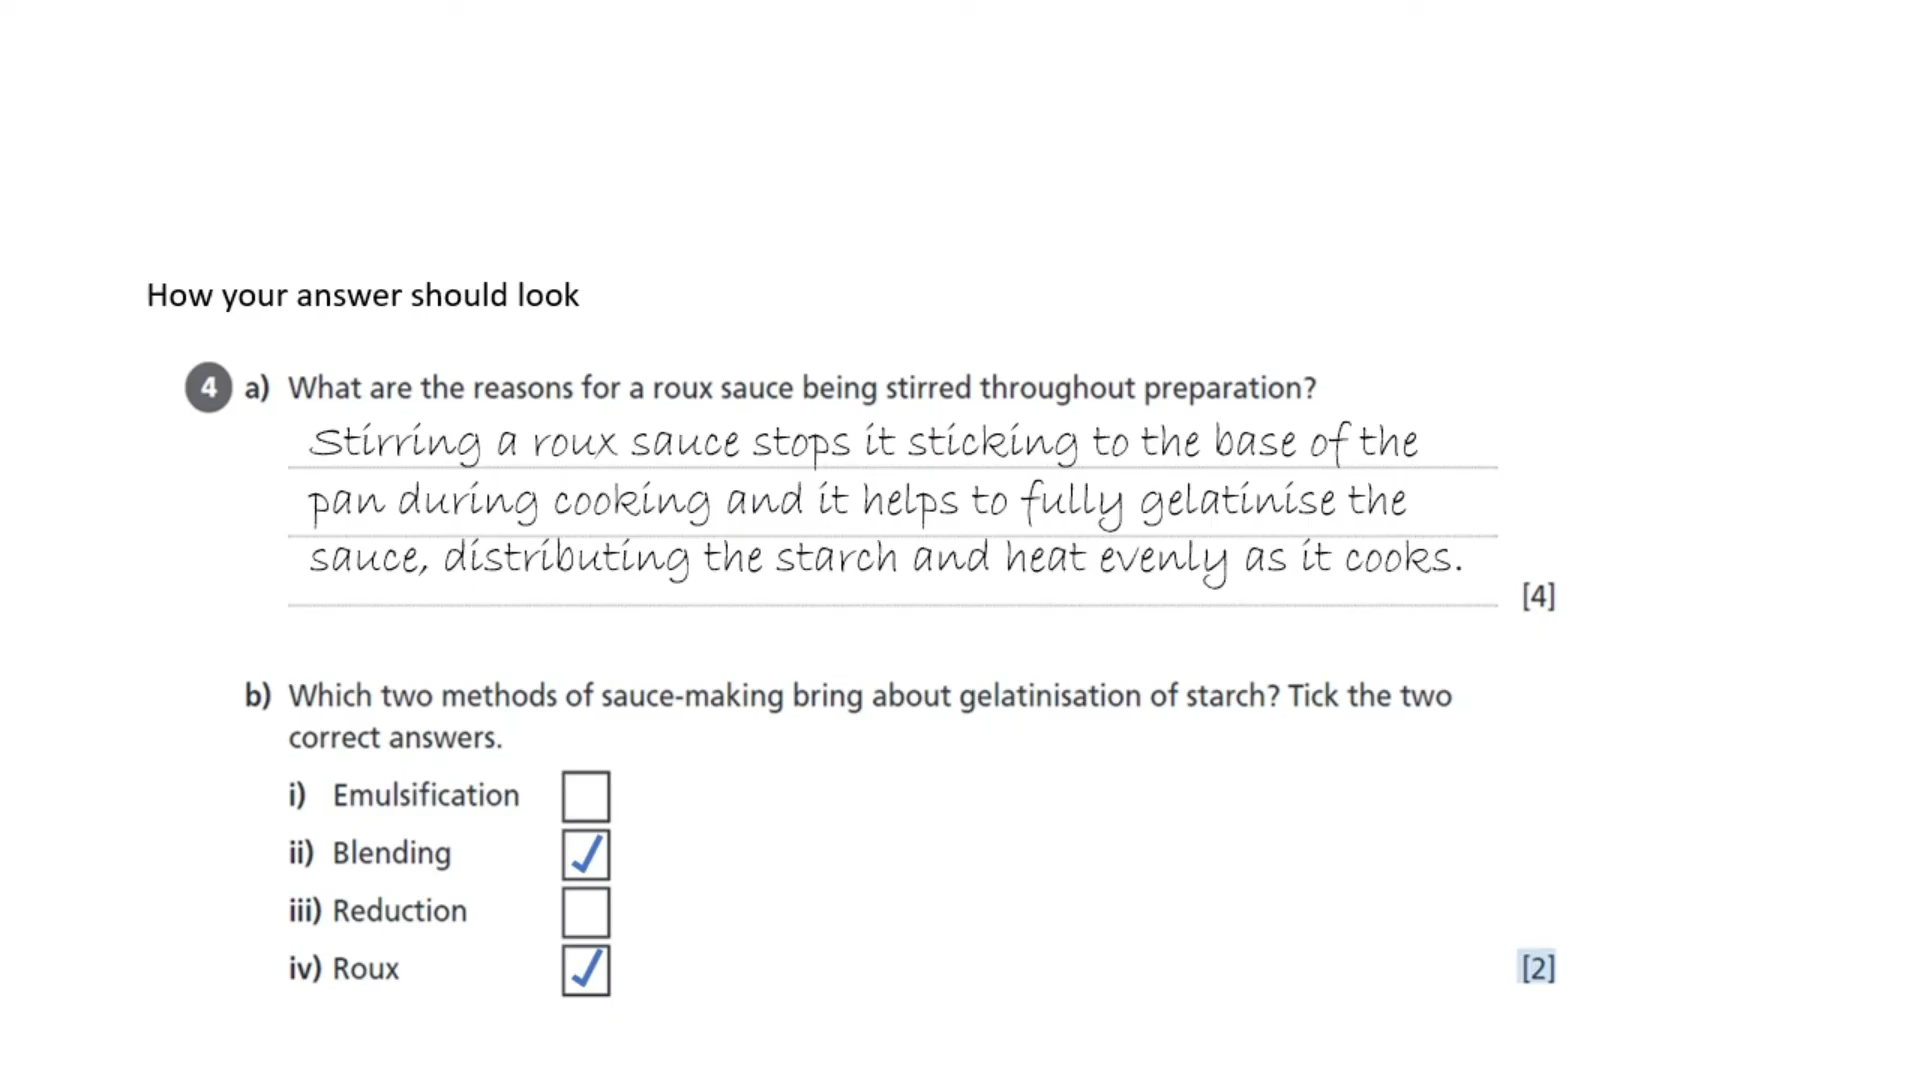 How your answer should look
4 a) What are the reasons for a roux sauce being stirred throughout preparation?
Stirring a roux sauce stops it sticking to the base of the
pan during cooking and it helps to fully gelatinise the
sauce, distributing the starch and heat evenly as it cooks.
[4]
b) Which two methods of sauce-making bring about gelatinisation of starch? Tick the two
correct answers.
i) Emulsification
ii) Blending
iii) Reduction
iv) Roux
[2]